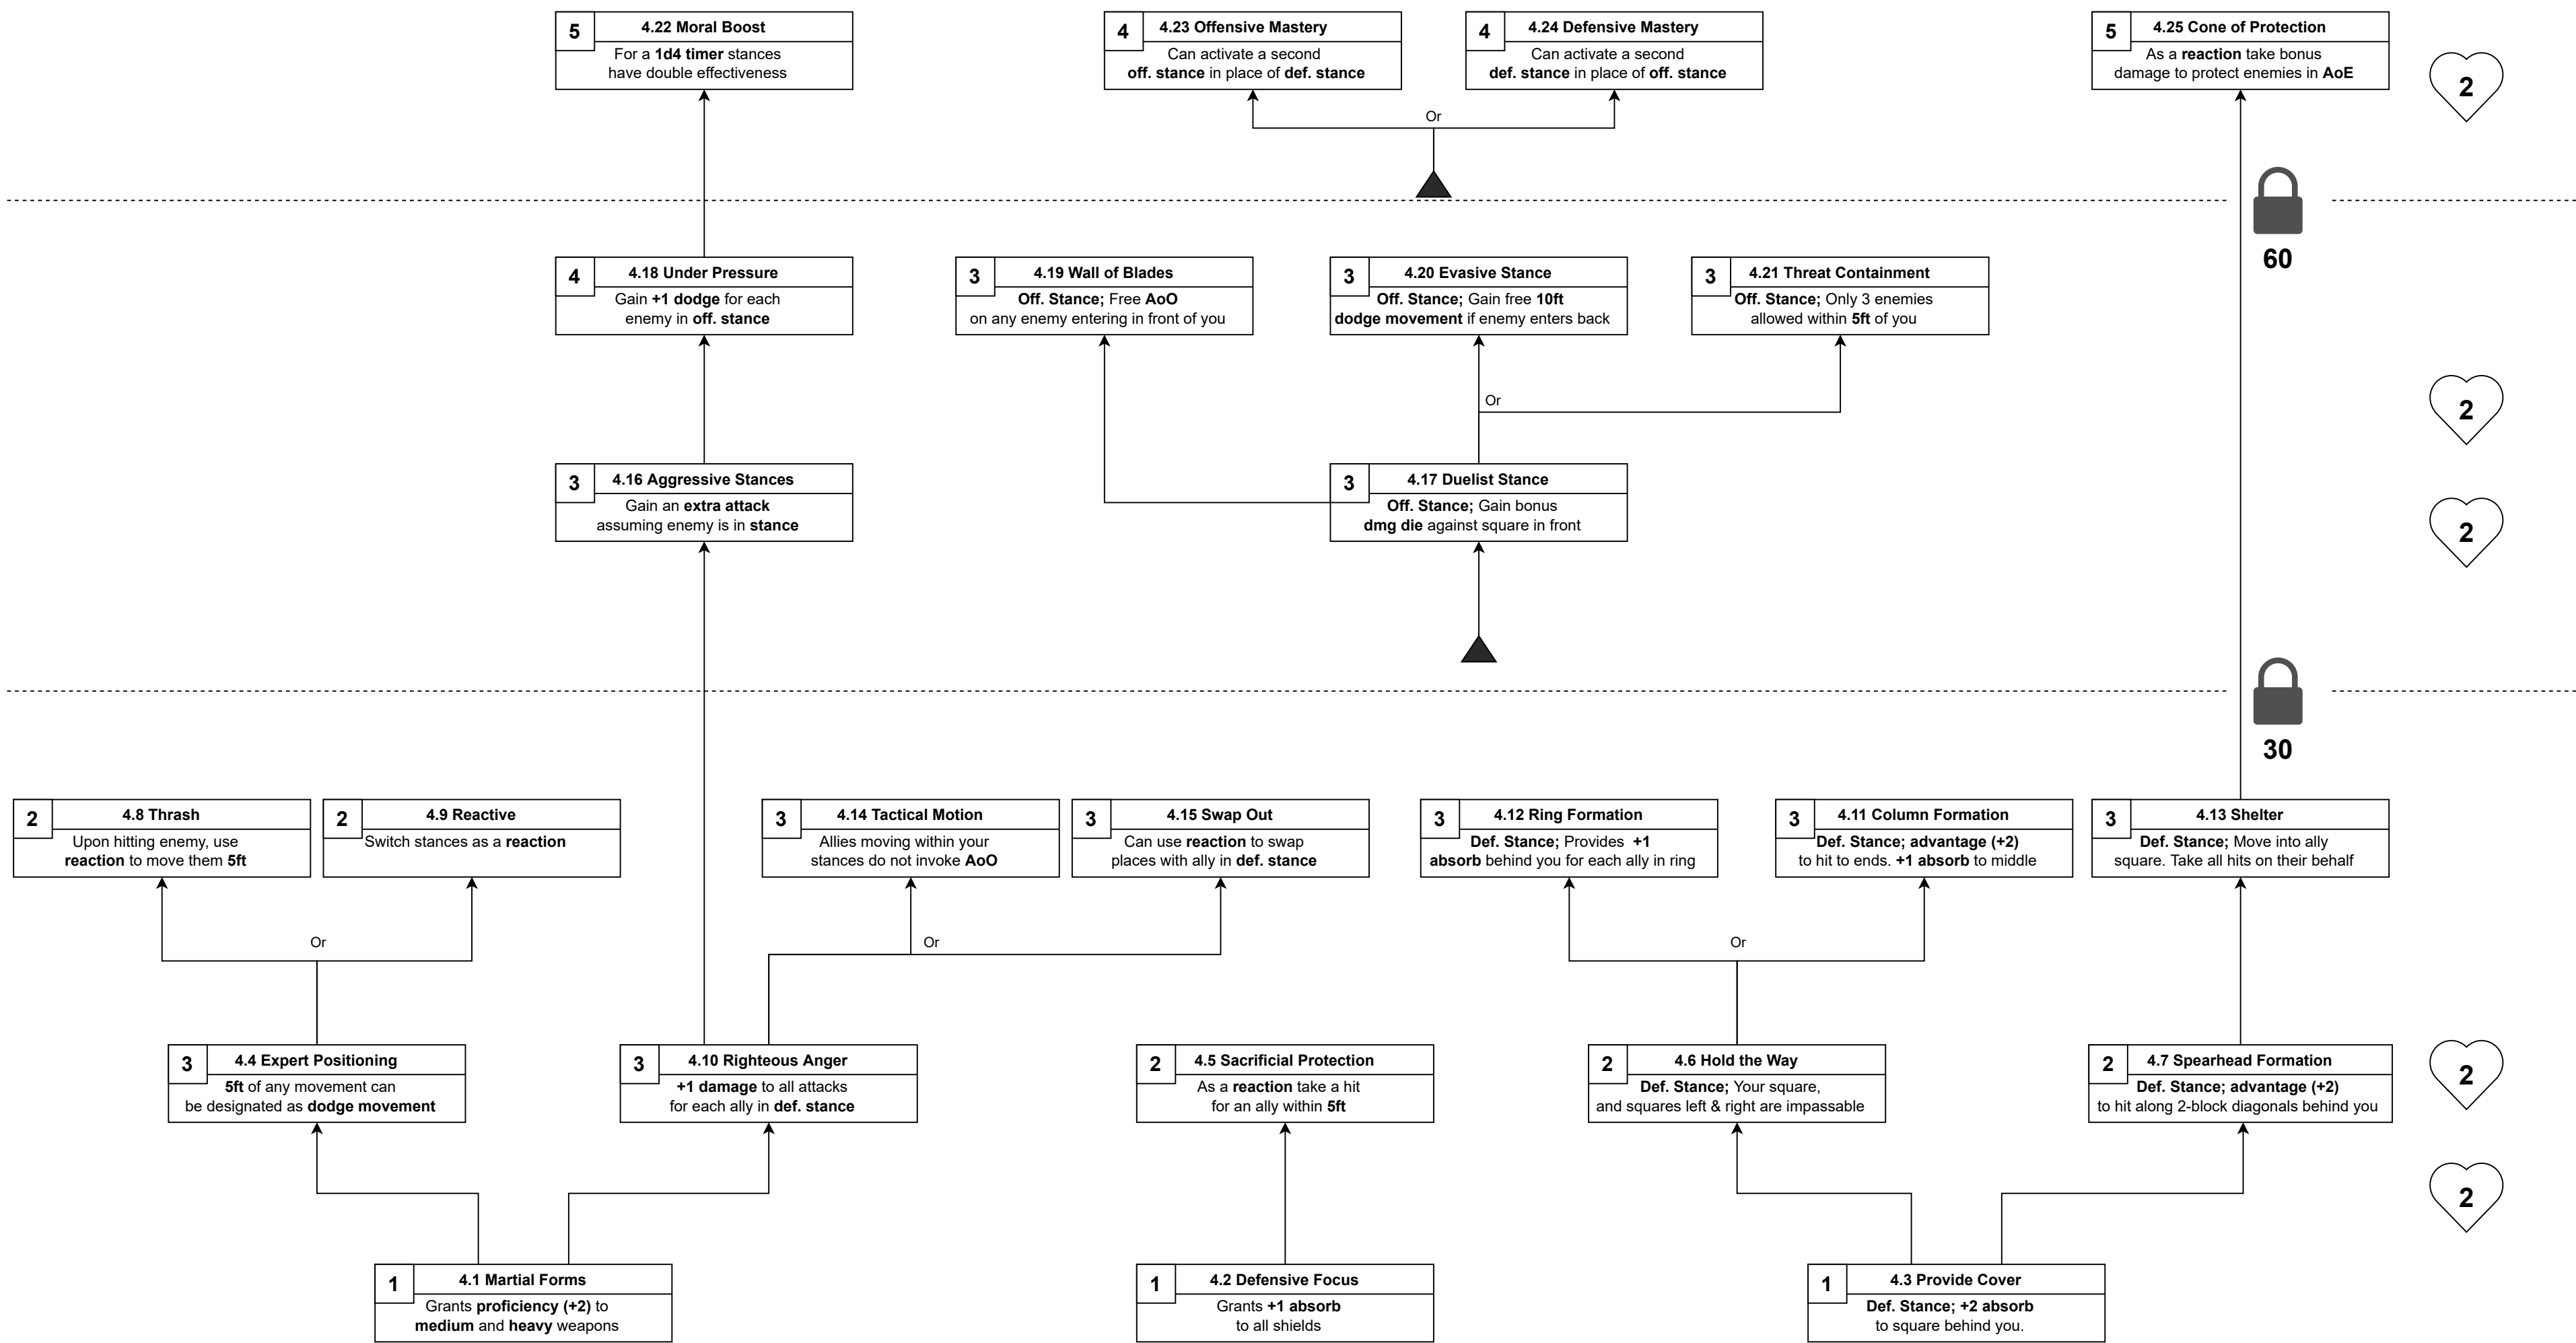 5
4.22 Moral Boost
For a 1d4 timer stances
have double effectiveness
4
4.23 Offensive Mastery
Can activate a second
off. stance in place of def. stance
4
4.24 Defensive Mastery
Can activate a second
def. stance in place of off. stance
5
4.25 Cone of Protection
As a reaction take bonus
damage to protect enemies in AoE
2
Or
60
4
4.18 Under Pressure
Gain +1 dodge for each
enemy in off. stance
3
4.19 Wall of Blades
Off. Stance; Free AoO
on any enemy entering in front of you
3
4.20 Evasive Stance
Off. Stance; Gain free 10ft
dodge movement if enemy enters back
3
4.21 Threat Containment
Off. Stance; Only 3 enemies
allowed within 5ft of you
2
Or
3
4.16 Aggressive Stances
Gain an extra attack
assuming enemy is in stance
3
4.17 Duelist Stance
Off. Stance; Gain bonus
dmg die against square in front
2
30
2
4.8 Thrash
Upon hitting enemy, use
reaction to move them 5ft
2
4.9 Reactive
Switch stances as a reaction
3
4.14 Tactical Motion
Allies moving within your
stances do not invoke AoO
3
4.15 Swap Out
Can use reaction to swap
places with ally in def. stance
3
4.12 Ring Formation
Def. Stance; Provides +1
absorb behind you for each ally in ring
3
4.11 Column Formation
Def. Stance; advantage (+2)
to hit to ends. +1 absorb to middle
3
4.13 Shelter
Def. Stance; Move into ally
square. Take all hits on their behalf
Or
Or
Or
3
4.4 Expert Positioning
5ft of any movement can
be designated as dodge movement
3
4.10 Righteous Anger
+1 damage to all attacks
for each ally in def. stance
2
4.5 Sacrificial Protection
As a reaction take a hit
for an ally within 5ft
2
4.6 Hold the Way
Def. Stance; Your square,
and squares left & right are impassable
2
4.7 Spearhead Formation
Def. Stance; advantage (+2)
to hit along 2-block diagonals behind you
2
2
1
4.1 Martial Forms
Grants proficiency (+2) to
medium and heavy weapons
1
4.2 Defensive Focus
Grants +1 absorb
to all shields
1
4.3 Provide Cover
Def. Stance; +2 absorb
to square behind you.